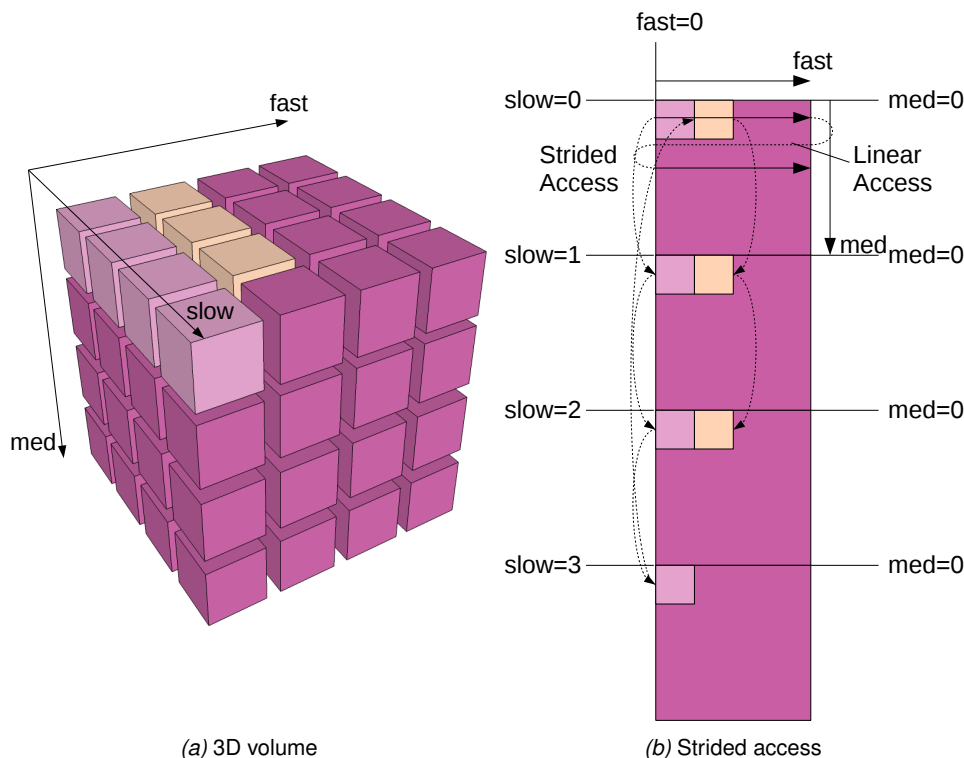 fast
slow
med
(a) 3D volume
fast=0
fast
slow=0
med=0
Strided
Access
Linear
Access
med
slow=1
med=0
slow=2
med=0
slow=3
med=0
(b) Strided access